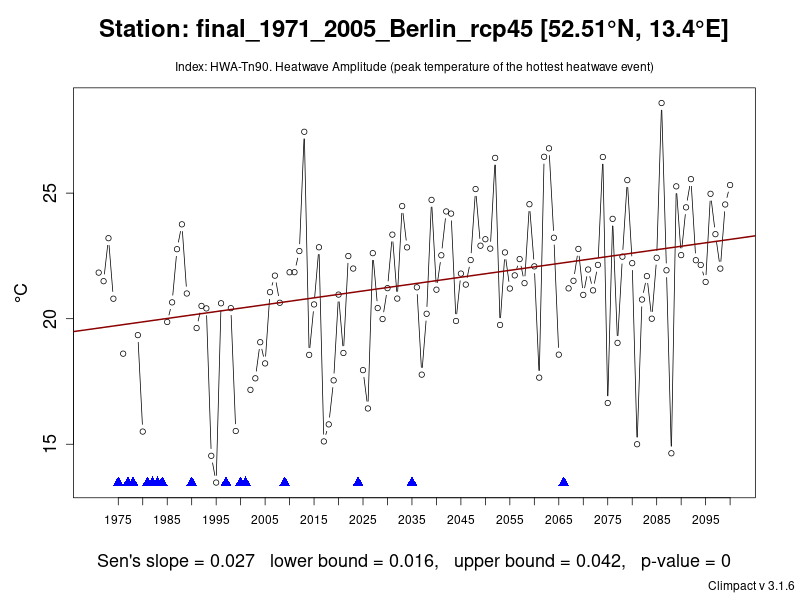 Station: final_1971_2005_Berlin_rcp45 [52.51°N, 13.4°E]
Index: HWA-Tn90. Heatwave Amplitude (peak temperature of the hottest heatwave event)
°C
25
20
15
1975 1985 1995 2005 2015 2025 2035 2045 2055 2065 2075 2085 2095
Sen's slope = 0.027 lower bound = 0.016, upper bound = 0.042, p-value = 0
Climpact v 3.1.6